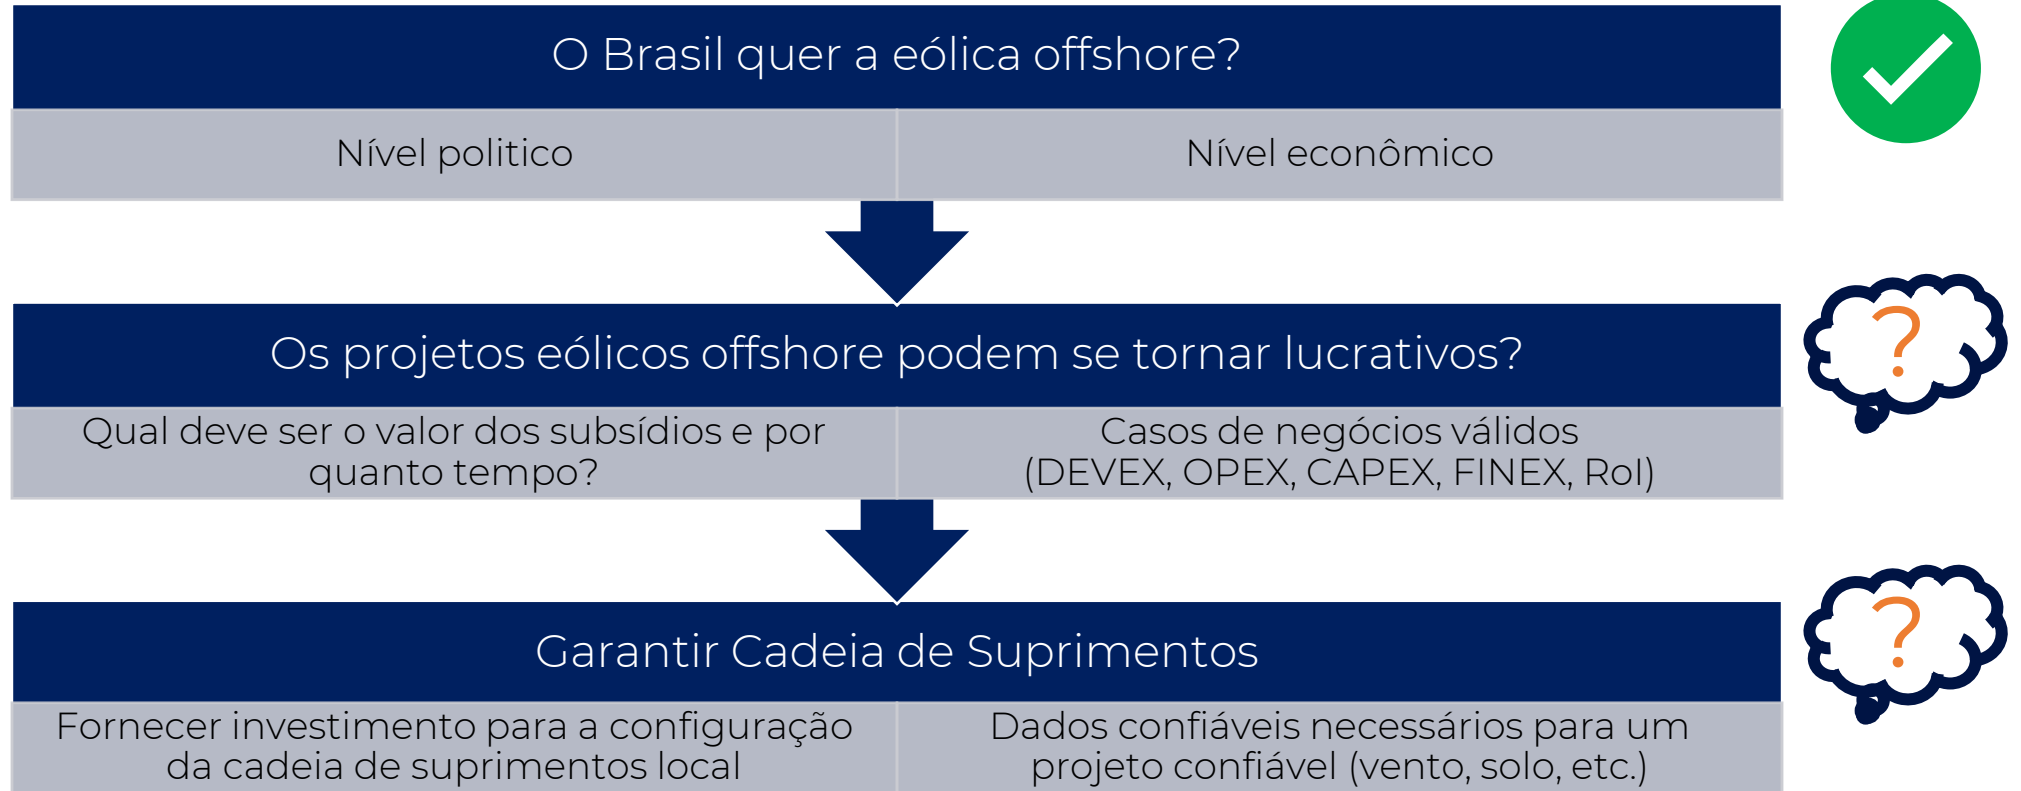 O Brasil quer a eólica offshore?
Nível politico
Nível econômico
Os projetos eólicos offshore podem se tornar lucrativos?
?
Qual deve ser o valor dos subsídios e por
quanto tempo?
Casos de negócios válidos
(DEVEX, OPEX, CAPEX, FINEX, RoI)
Garantir Cadeia de Suprimentos
?
Fornecer investimento para a configuração
da cadeia de suprimentos local
Dados confiáveis necessários para um
projeto confiável (vento, solo, etc.)